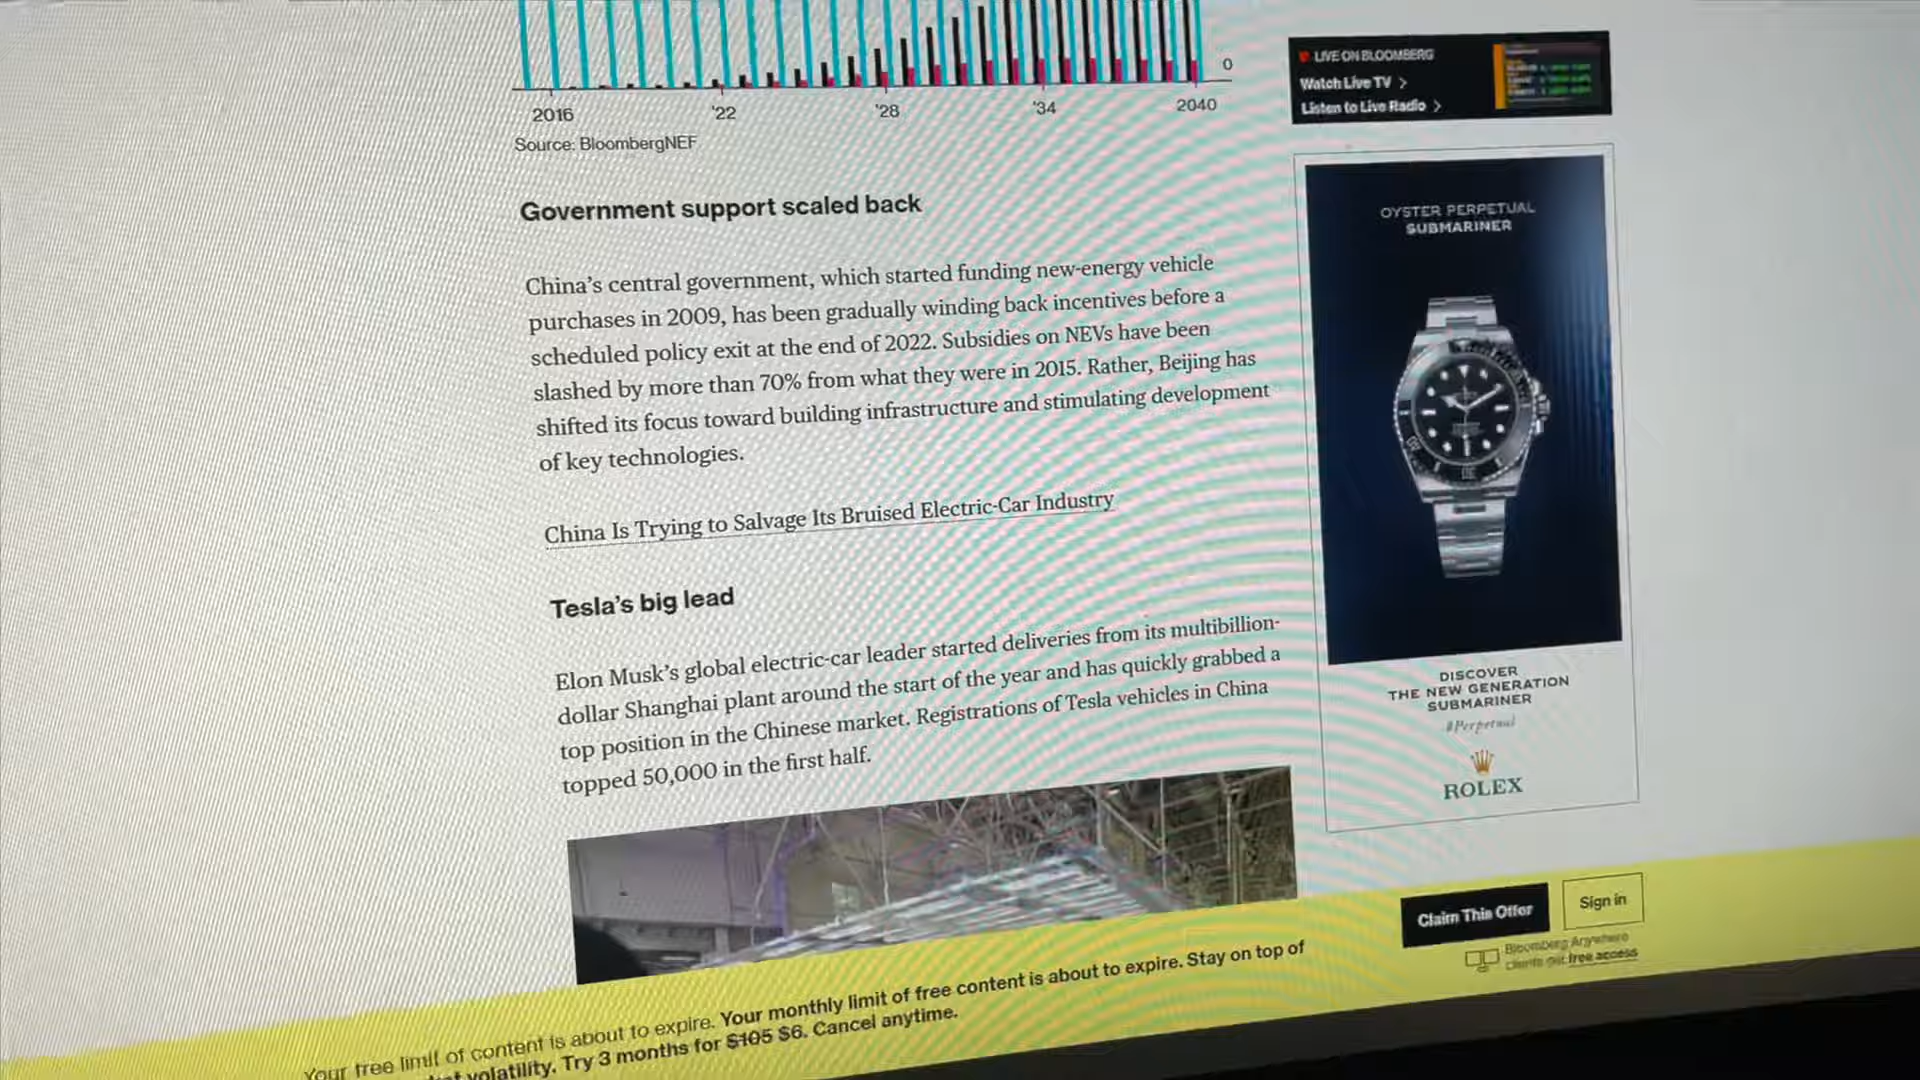 0
2016 '22 '28 '34 2040
Source: BloombergNEF
Government support scaled back
China's central government, which started funding new-energy vehicle
purchases in 2009, has been gradually winding back incentives before a
scheduled policy exit at the end of 2022. Subsidies on NEVs have been
slashed by more than 70% from what they were in 2015. Rather, Beijing has
shifted its focus toward building infrastructure and stimulating development
of key technologies.
China Is Trying to Salvage Its Bruised Electric-Car Industry
Tesla's big lead
Elon Musk's global electric-car leader started deliveries from its multibillion-
dollar Shanghai plant around the start of the year and has quickly grabbed a
top position in the Chinese market. Registrations of Tesla vehicles in China
topped 50,000 in the first half.
LIVE ON BLOOMBERG
Watch Live TV >
Listen to Live Radio >
OYSTER PERPETUAL
SUBMARINER
DISCOVER
THE NEW GENERATION
SUBMARINER
#Perpetual
ROLEX
Your free limit of content is about to expire. Your monthly limit of free content is about to expire. Stay on top of
volatility. Try 3 months for $105 $6. Cancel anytime.
Claim This Offer
Sign in
Bloomberg Anywhere
clients get free access